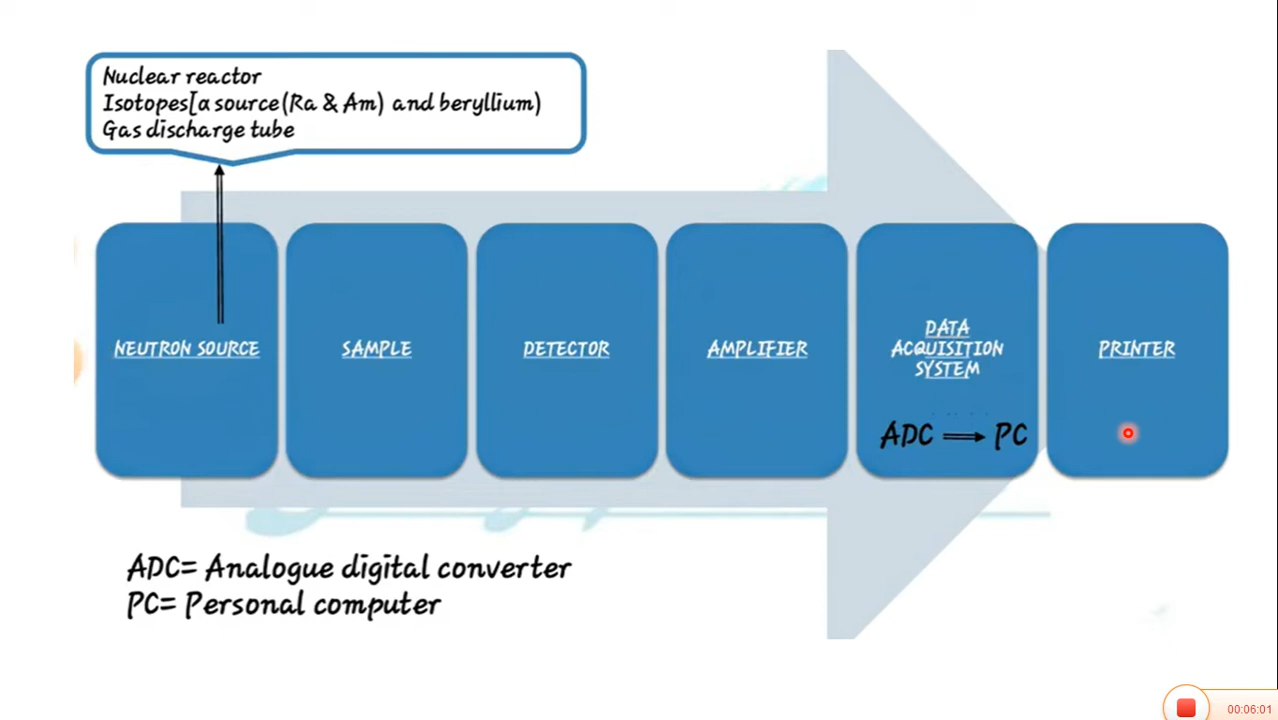 Nuclear reactor
Isotopes[α source(Ra & Am) and beryllium)
Gas discharge tube
NEUTRON SOURCE
SAMPLE
DETECTOR
AMPLIFIER
DATA
ACQUISITION
SYSTEM
ADC ⟹ PC
PRINTER
ADC= Analogue digital converter
PC= Personal computer
00:06:01